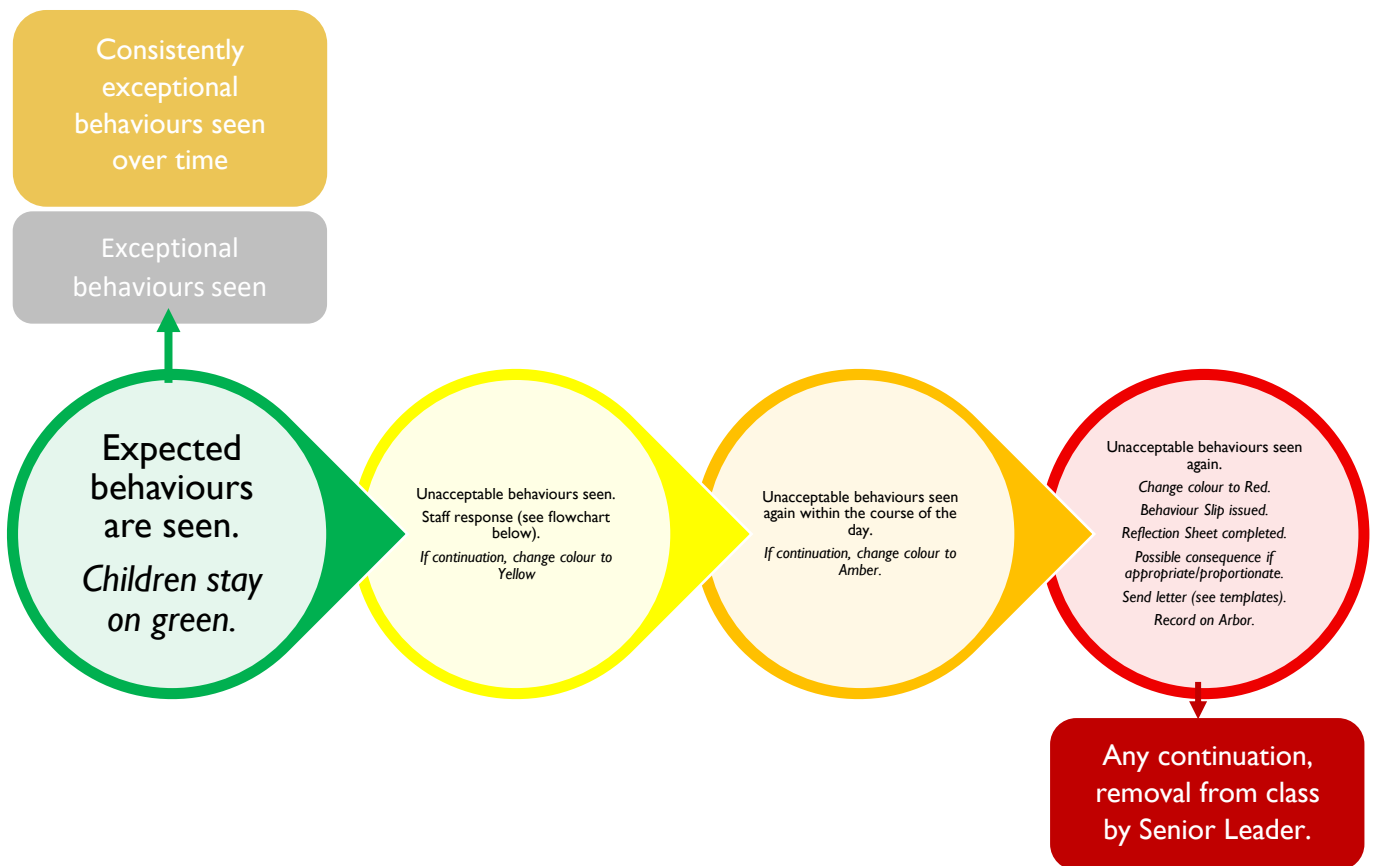 Consistently
exceptional
behaviours seen
over time
Exceptional
behaviours seen
Expected
behaviours
are seen.
Children stay
on green.
Unacceptable behaviours seen.
Staff response (see flowchart
below).
If continuation, change colour to
Yellow
Unacceptable behaviours seen
again within the course of the
day.
If continuation, change colour to
Amber.
Unacceptable behaviours seen
again.
Change colour to Red.
Behaviour Slip issued.
Reflection Sheet completed.
Possible consequence if
appropriate/proportionate.
Send letter (see templates).
Record on Arbor.
Any continuation,
removal from class
by Senior Leader.